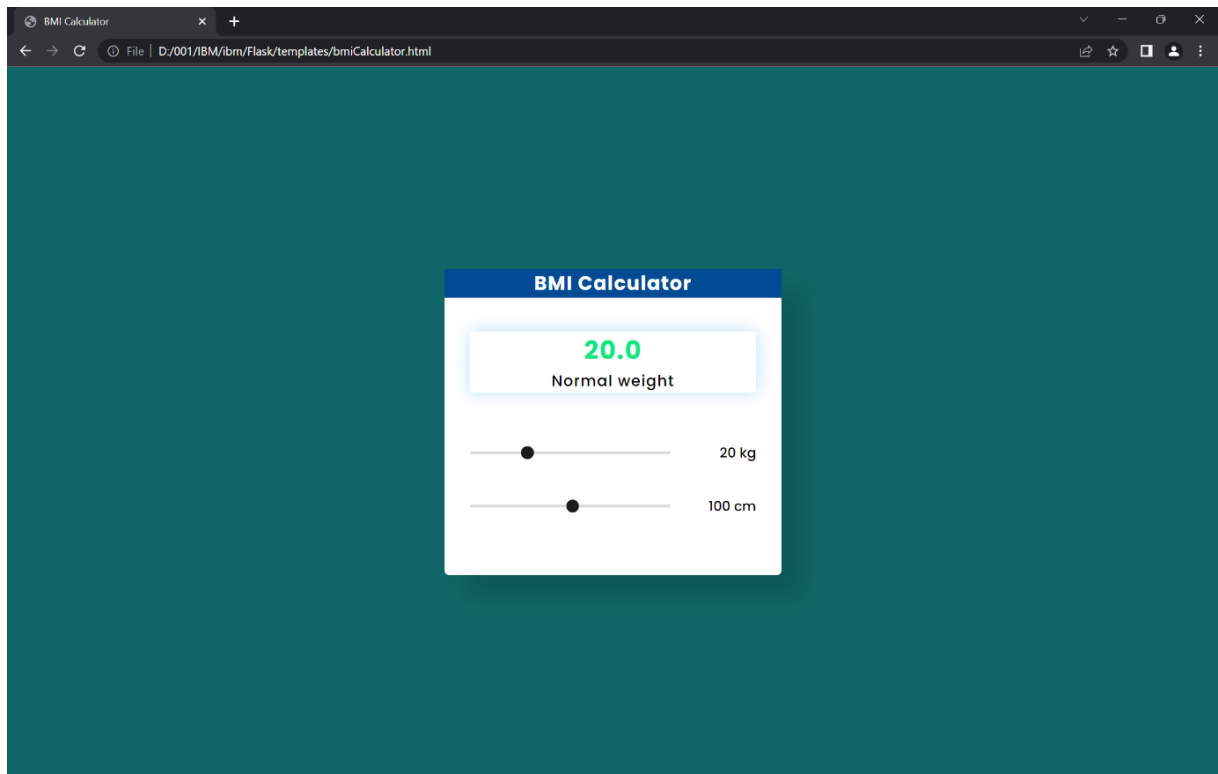 BMI Calculator
File | D:/001/IBM/ibm/Flask/templates/bmiCalculator.html
BMI Calculator
20.0
Normal weight
20 kg
100 cm